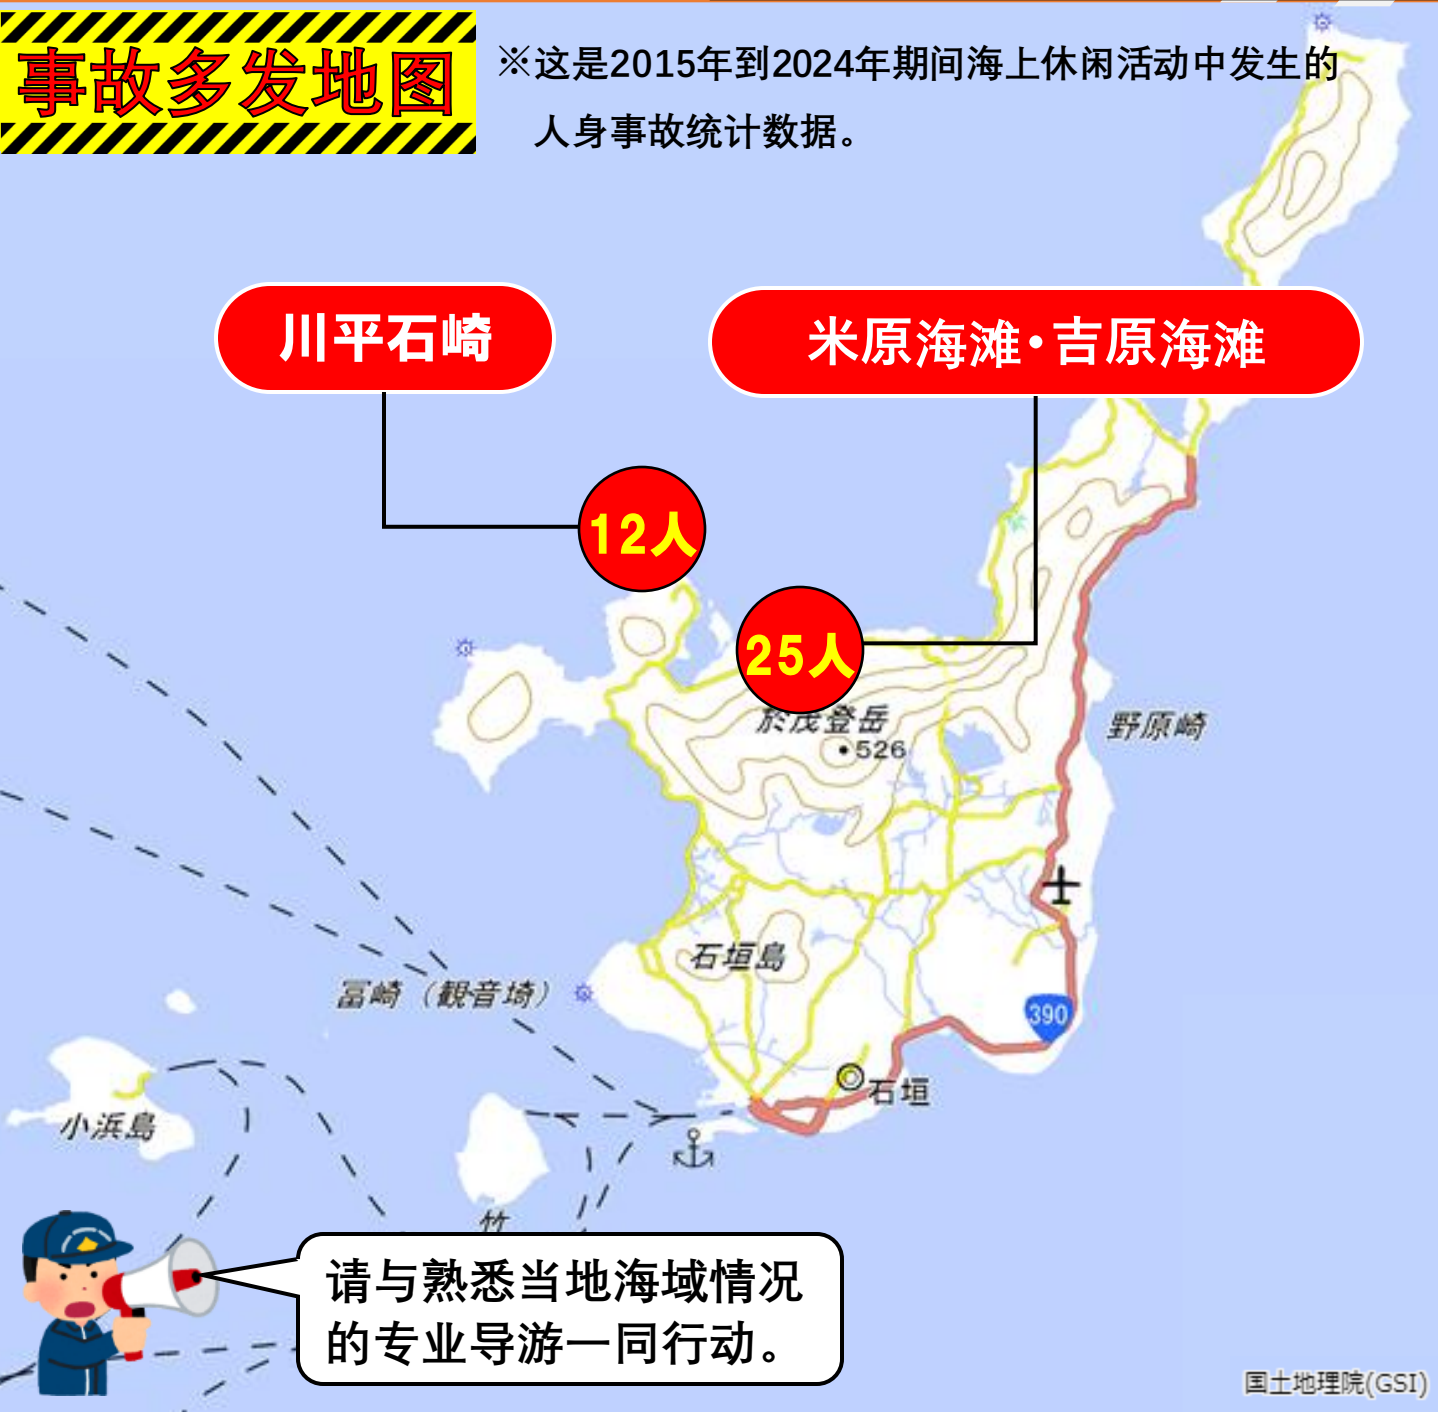 事故多发地图
※这是2015年到2024年期间海上休闲活动中发生的
人身事故统计数据。
川平石崎
米原海滩・吉原海滩
12人
25人
於茂登岳
526
野原崎
石垣島
冨崎（観音埼）
390
石垣
小浜島
竹
请与熟悉当地海域情况
的专业导游一同行动。
国土地理院(GSI)